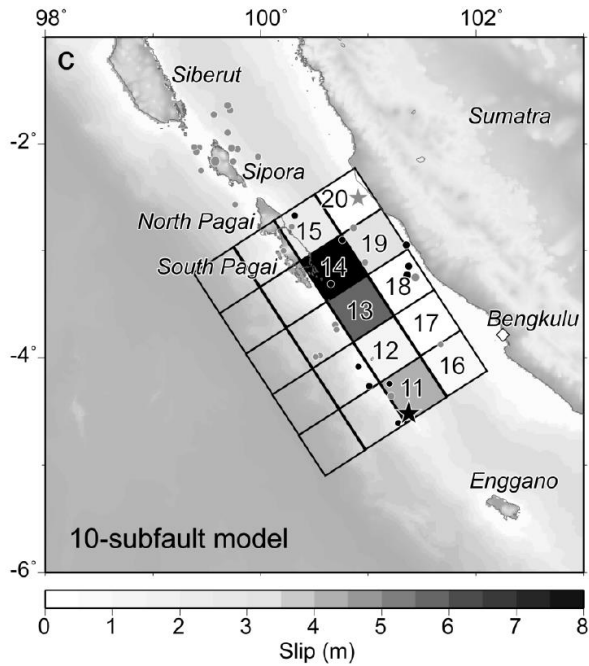 98° 100° 102°
C
Siberut
Sumatra
-2°
Sipora
20
North Pagai
15
19
South Pagai
14
18
13
Bengkulu
17
12
-4°
16
11
Enggano
10-subfault model
-6°
0 1 2 3 4 5 6 7 8
Slip (m)